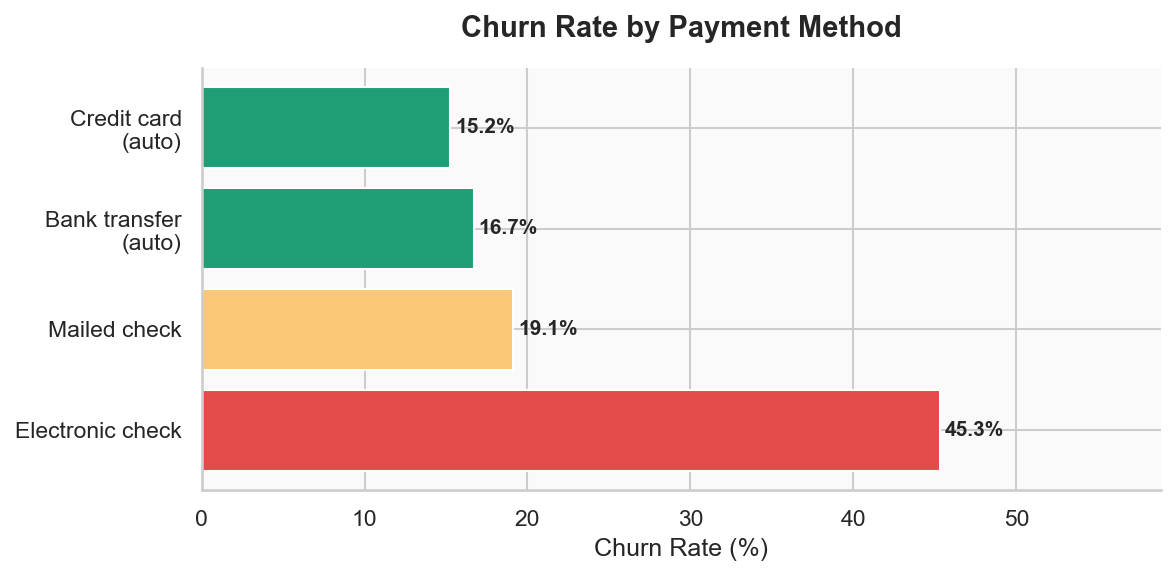 Churn Rate by Payment Method
Credit card
(auto)
15.2%
Bank transfer
(auto)
16.7%
Mailed check
19.1%
Electronic check
45.3%
0 10 20 30 40 50
Churn Rate (%)